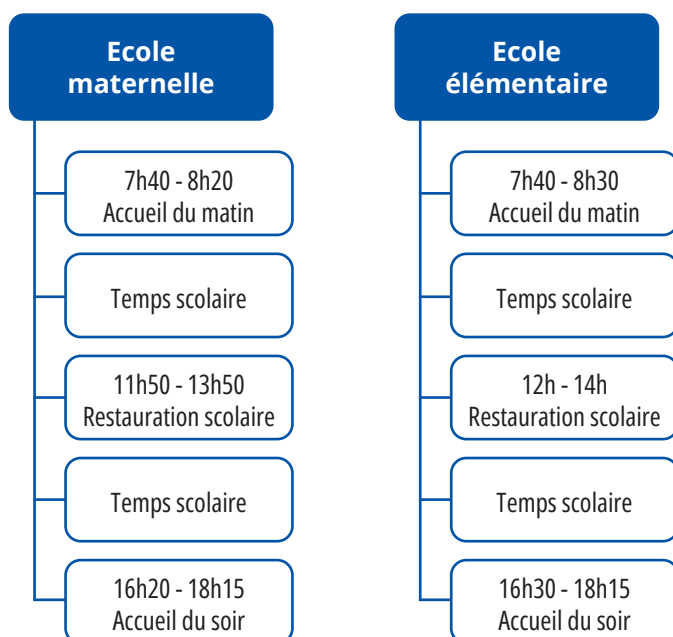 Ecole
maternelle
7h40 - 8h20
Accueil du matin
Temps scolaire
11h50 - 13h50
Restauration scolaire
Temps scolaire
16h20 - 18h15
Accueil du soir
Ecole
élémentaire
7h40 - 8h30
Accueil du matin
Temps scolaire
12h - 14h
Restauration scolaire
Temps scolaire
16h30 - 18h15
Accueil du soir